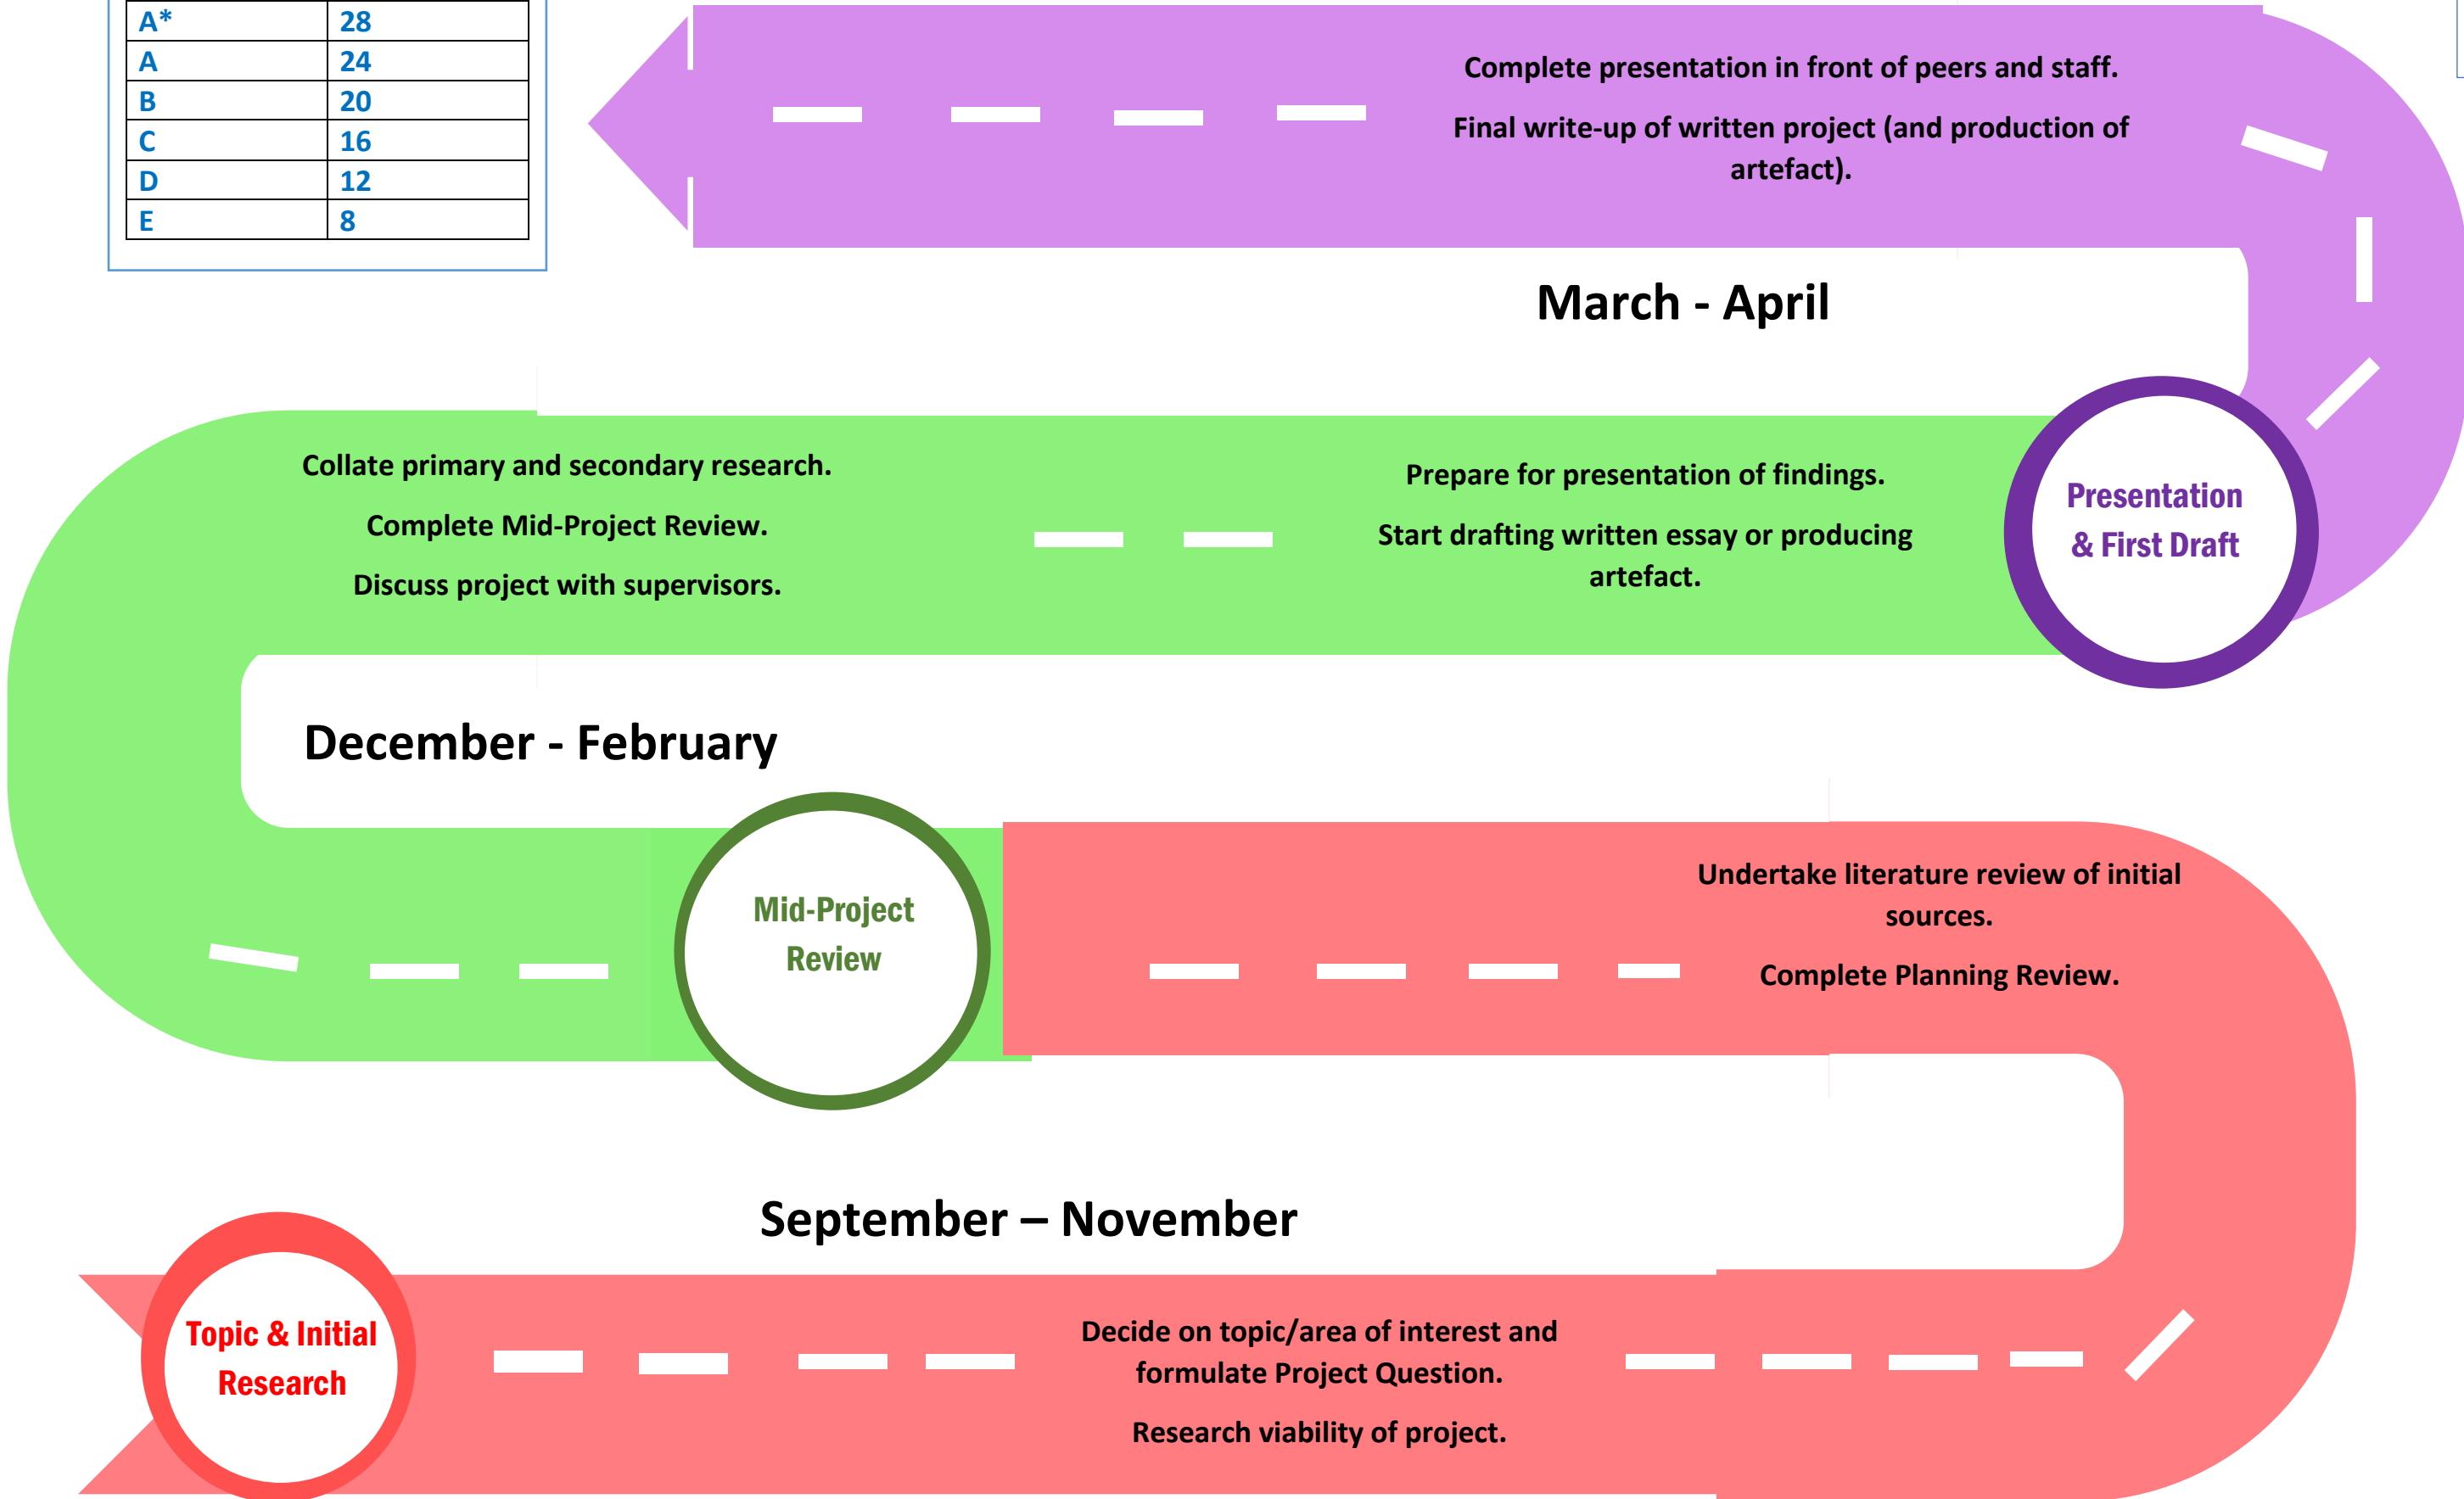 A* 28
A 24
B 20
C 16
D 12
E 8
Complete presentation in front of peers and staff.
Final write-up of written project (and production of
artefact).
March - April
Collate primary and secondary research.
Complete Mid-Project Review.
Discuss project with supervisors.
Prepare for presentation of findings.
Start drafting written essay or producing
artefact.
Presentation
& First Draft
December - February
Mid-Project
Review
Undertake literature review of initial
sources.
Complete Planning Review.
September – November
Topic & Initial
Research
Decide on topic/area of interest and
formulate Project Question.
Research viability of project.